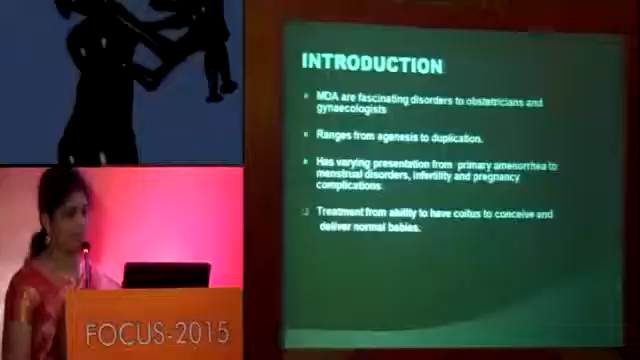 INTRODUCTION
MDA are fascinating disorders to obstetricians and
gynaecologists
Ranges from agenesis to duplication.
Has varying presentation from primary amenorrhea to
menstrual disorders, infertility and pregnancy
complications
Treatment from ability to have coitus to conceive and
deliver normal babies.
FOCUS-2015